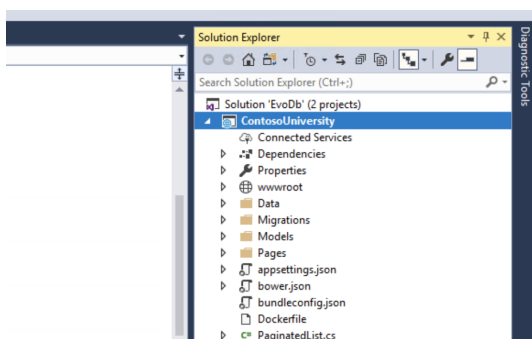 Solution Explorer
Search Solution Explorer (Ctrl+;)
Solution 'EvoDb' (2 projects)
ContosoUniversity
Connected Services
Dependencies
Properties
wwwroot
Data
Migrations
Models
Pages
appsettings.json
bower.json
bundleconfig.json
Dockerfile
C# PaginatedList.cs
Diagnostic Tools